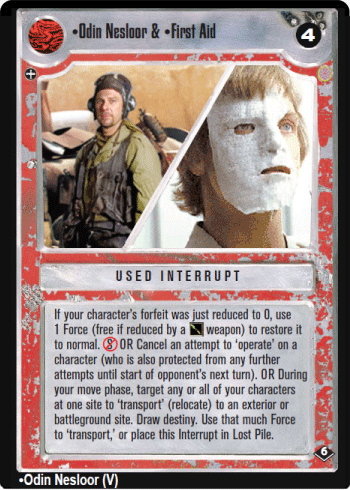 •Odin Nesloor & •First Aid
4
USED INTERRUPT
If your character's forfeit was just reduced to 0, use
1 Force (free if reduced by a weapon) to restore it
to normal. OR Cancel an attempt to 'operate' on a
character (who is also protected from any further
attempts until start of opponent's next turn). OR During
your move phase, target any or all of your characters
at one site to 'transport' (relocate) to an exterior or
battleground site. Draw destiny. Use that much Force
to 'transport,' or place this Interrupt in Lost Pile.
6
•Odin Nesloor (V)